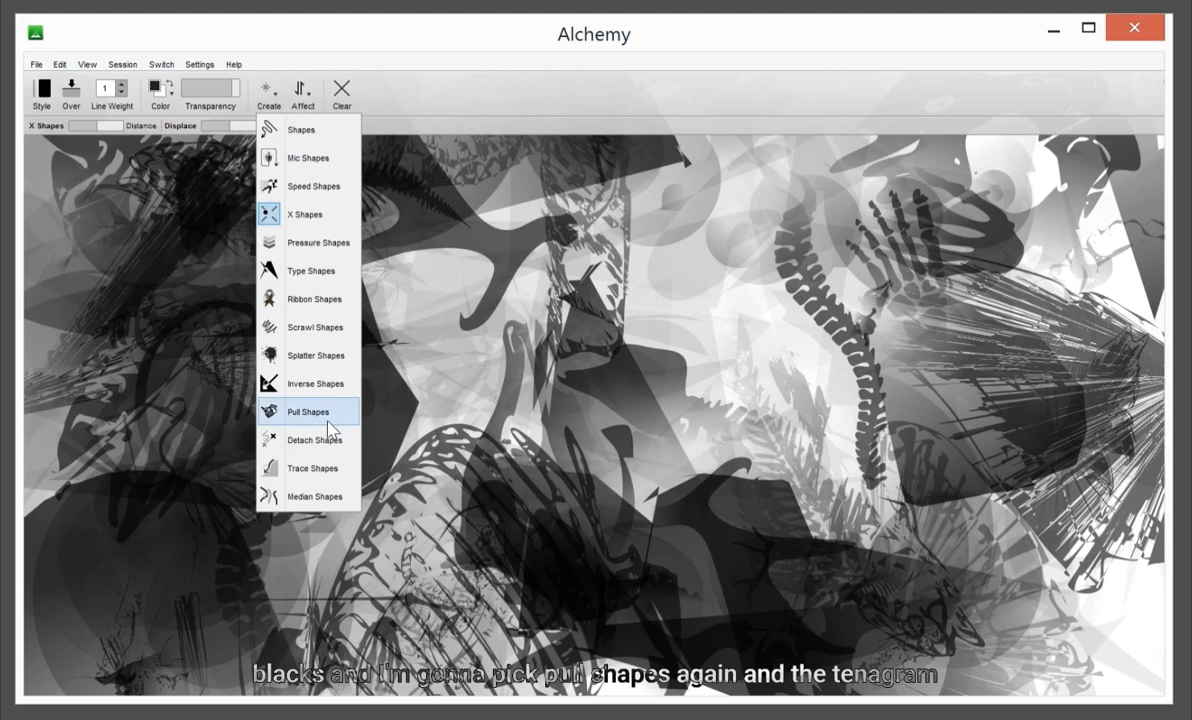 Alchemy
File Edit View Session Switch Settings Help
1
Style Over Line Weight Color Transparency Create Affect Clear
X Shapes Distance Displace
Shapes
Mic Shapes
Speed Shapes
X Shapes
Pressure Shapes
Type Shapes
Ribbon Shapes
Scrawl Shapes
Splatter Shapes
Inverse Shapes
Pull Shapes
Detach Shapes
Trace Shapes
Median Shapes
blacks and I'm gonna pick pull shapes again and the tenagram